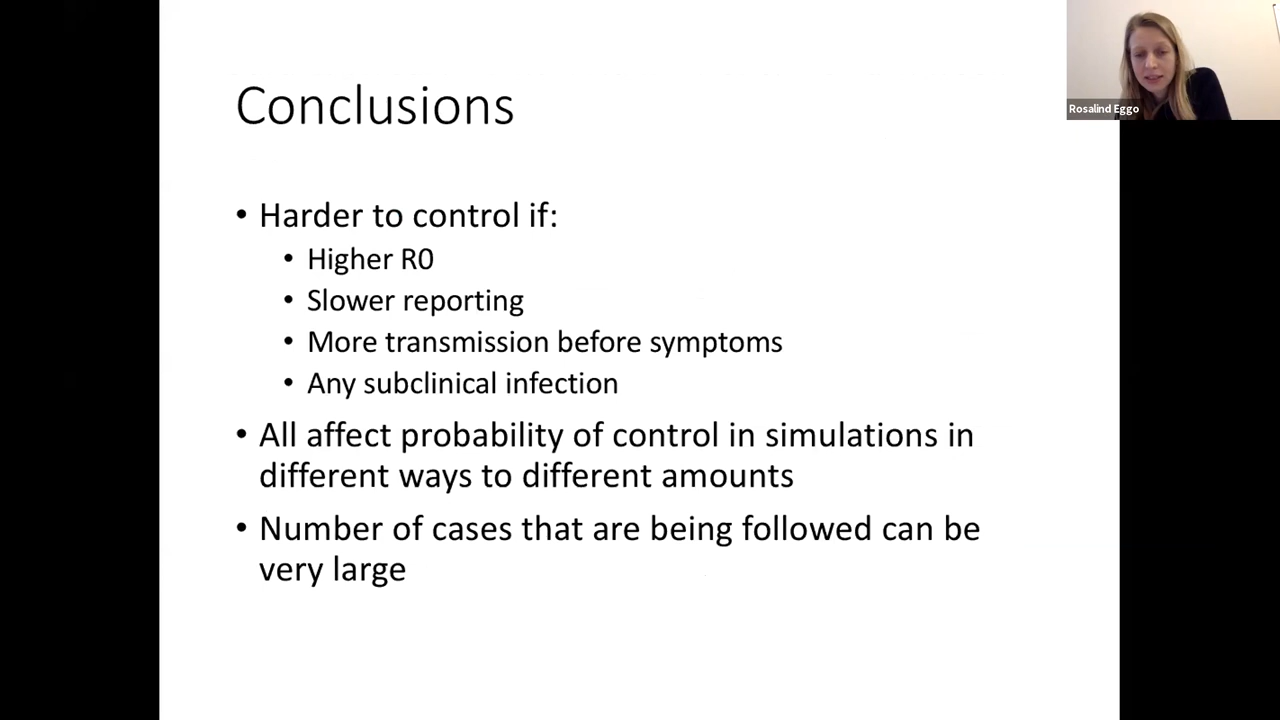 Conclusions
Rosalind Eggo
• Harder to control if:
• Higher R0
• Slower reporting
• More transmission before symptoms
• Any subclinical infection
• All affect probability of control in simulations in
different ways to different amounts
• Number of cases that are being followed can be
very large